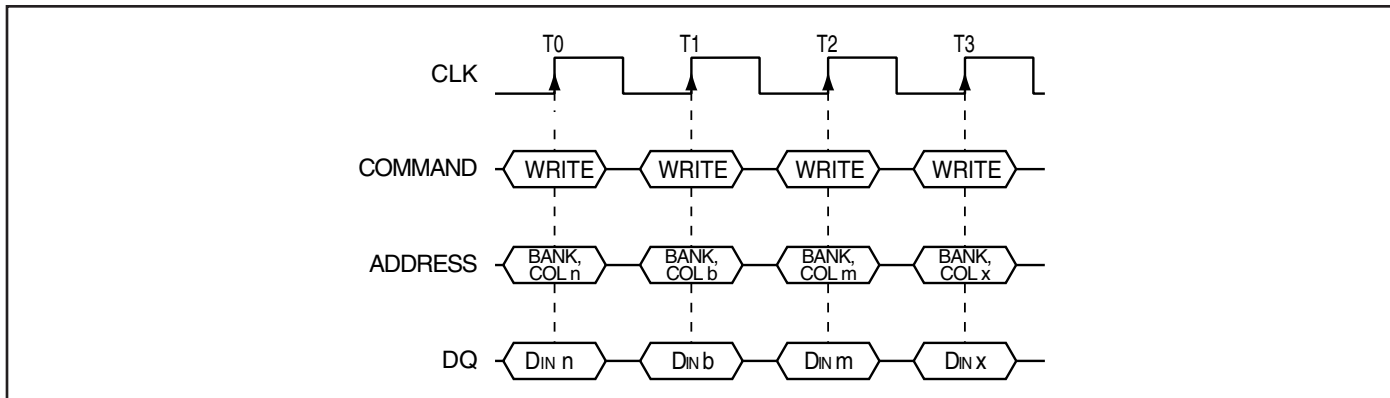 T0 T1 T2 T3
CLK
COMMAND WRITE WRITE WRITE WRITE
ADDRESS BANK, COL n BANK, COL b BANK, COL m BANK, COL x
DQ DIN n DIN b DIN m DIN x